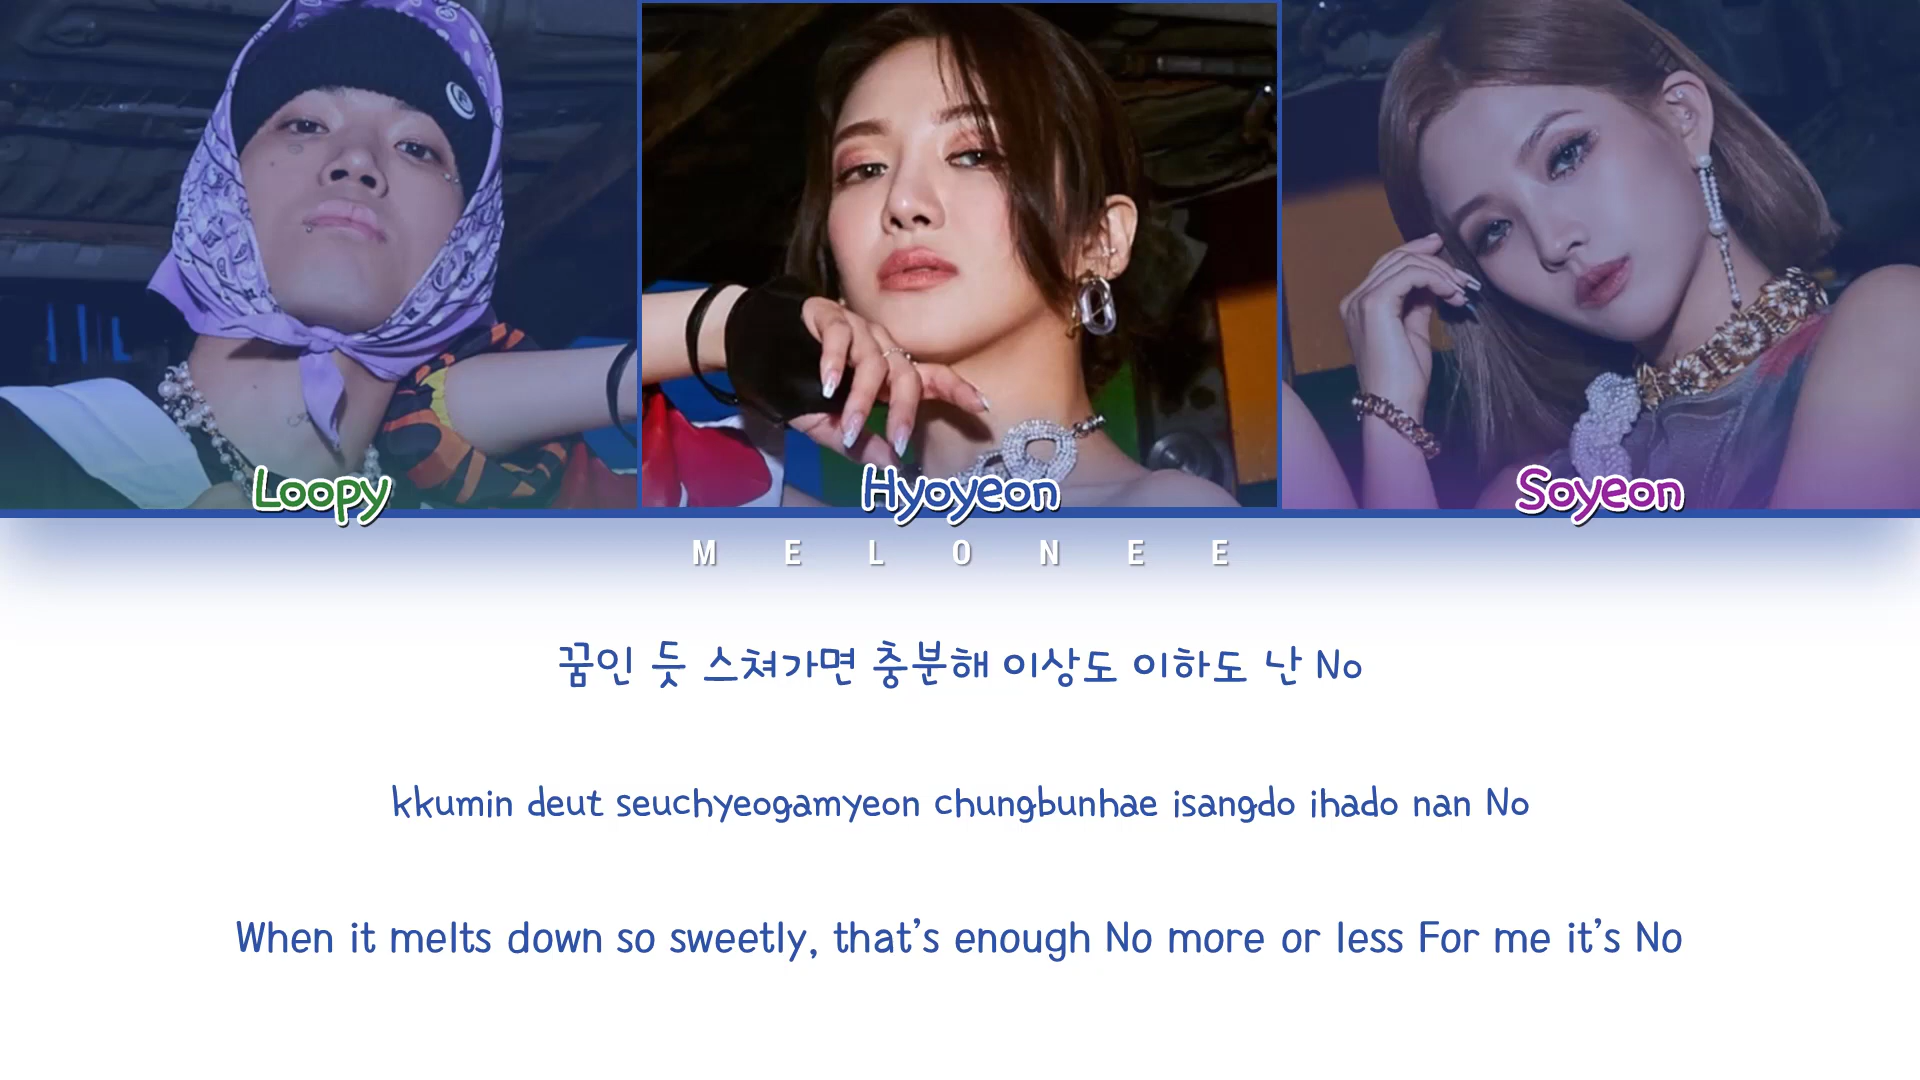 Loopy
Hyoyeon
Soyeon
MELONEE
꿈인 듯 스쳐가면 충분해 이상도 이하도 난 No
kkumin deut seuchyeogamyeon chungbunhae isangdo ihado nan No
When it melts down so sweetly, that's enough No more or less For me it's No